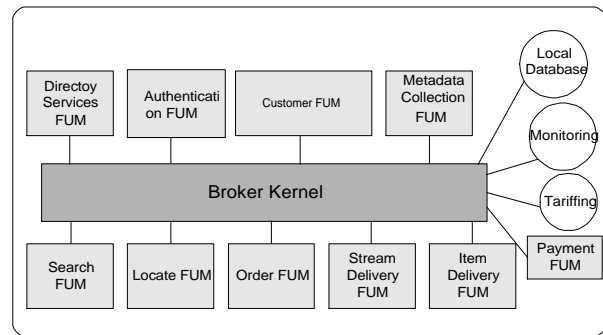 Directoy
Services
FUM
Authenticati
on FUM
Customer FUM
Metadata
Collection
FUM
Local
Database
Monitoring
Tariffing
Payment
FUM
Broker Kernel
Search
FUM
Locate FUM
Order FUM
Stream
Delivery
FUM
Item
Delivery
FUM